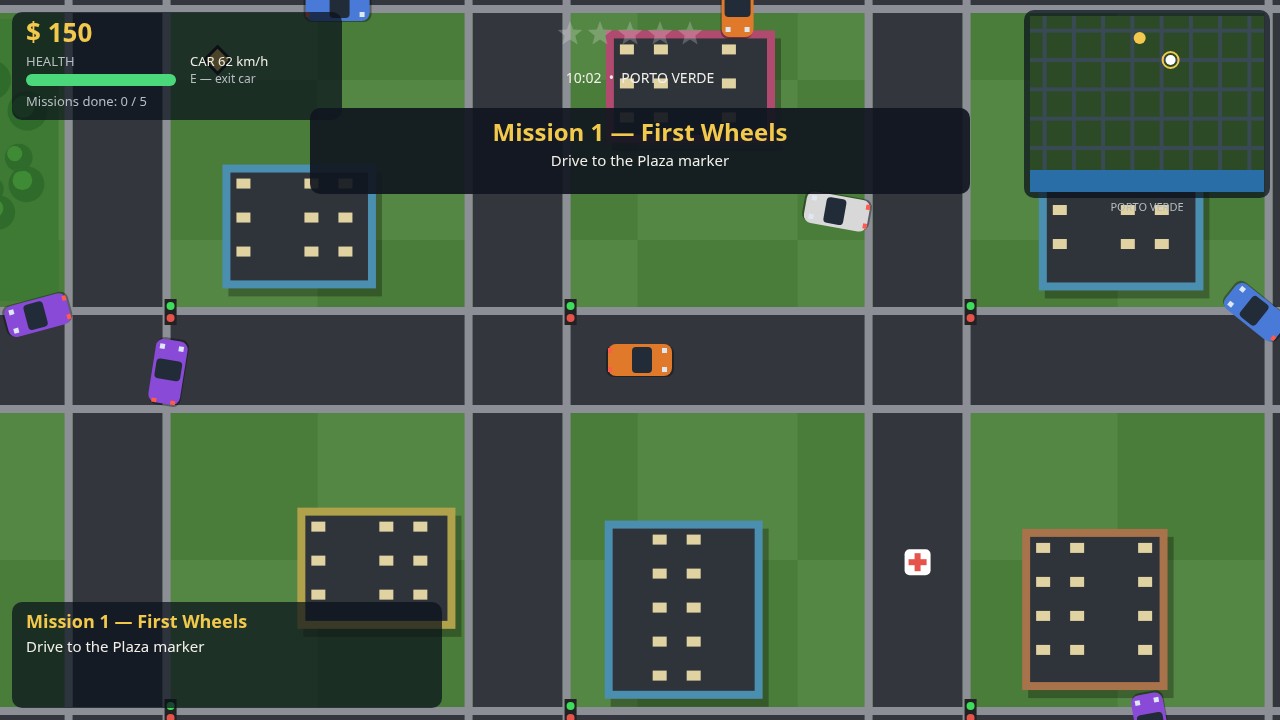 $ 150
HEALTH
CAR 62 km/h
E — exit car
Missions done: 0 / 5
10:02 • PORTO VERDE
Mission 1 — First Wheels
Drive to the Plaza marker
PORTO VERDE
Mission 1 — First Wheels
Drive to the Plaza marker